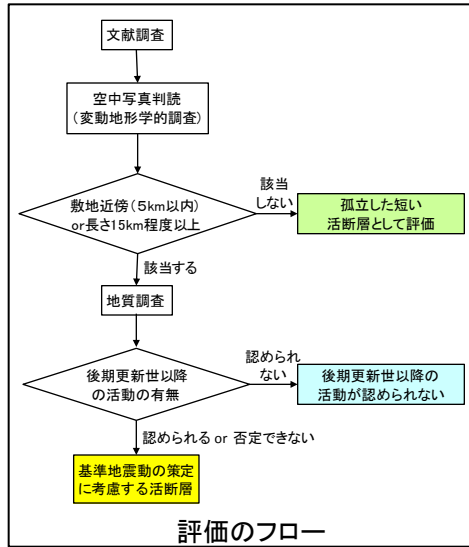 文献調査
空中写真判読
(変動地形学的調査)
敷地近傍(5km以内)
or長さ15km程度以上
該当
しない
孤立した短い
活断層として評価
該当する
地質調査
後期更新世以降
の活動の有無
認められ
ない
後期更新世以降の
活動が認められない
認められる or 否定できない
基準地震動の策定
に考慮する活断層
評価のフロー